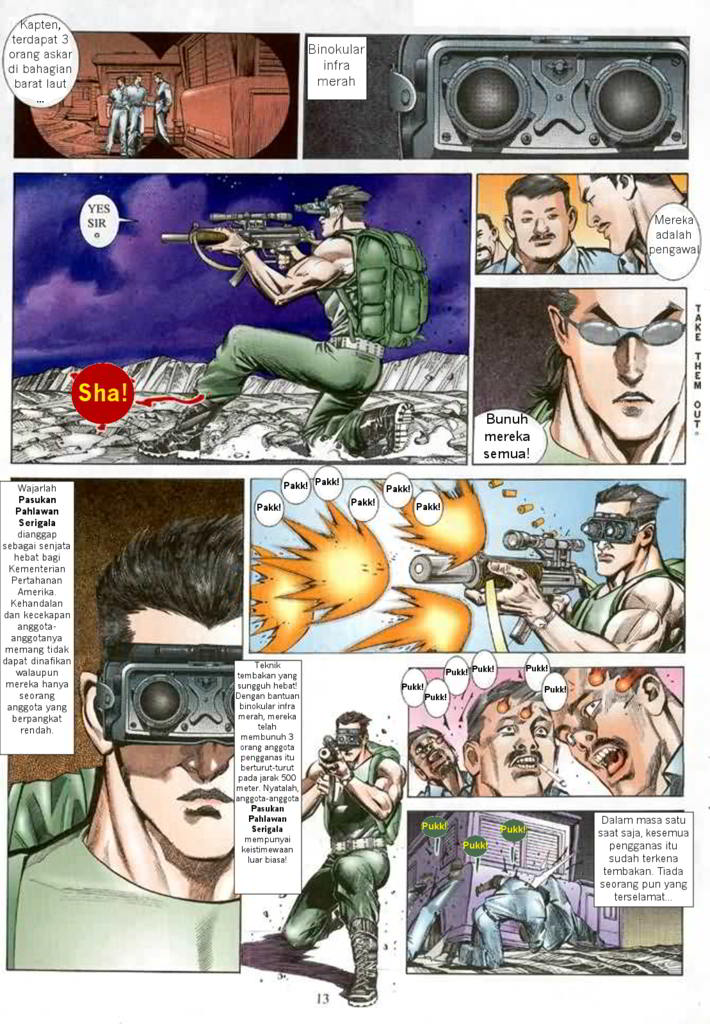 Kapten,
terdapat 3
orang askar
di bahagian
barat laut
...
Binokular
infra
merah
YES
SIR
Mereka
adalah
pengawal
Sha!
TAKE THEM OUT.
Bunuh
mereka
semua!
Wajarlah
Pasukan
Pahlawan
Serigala
dianggap
sebagai senjata
hebat bagi
Kementerian
Pertahanan
Amerika.
Kehandalan
dan kecekapan
anggota-
anggotanya
memang tidak
dapat dinafikan
walaupun
mereka hanya
seorang
anggota yang
berpangkat
rendah.
Pakk!
Pakk!
Pakk!
Pakk!
Pakk!
Pakk!
Teknik
tembakan yang
sungguh hebat!
Dengan bantuan
binokular infra
merah, mereka
telah
membunuh 3
orang anggota
pengganas itu
berturut-turut
pada jarak 500
meter. Nyatalah,
anggota-anggota
Pasukan
Pahlawan
Serigala
mempunyai
keistimewaan
luar biasa!
Pukk!
Pukk!
Pukk!
Pukk!
Pukk!
Pukk!
Pukk!
Pukk!
Pukk!
Dalam masa satu
saat saja, kesemua
pengganas itu
sudah terkena
tembakan. Tiada
seorang pun yang
terselamat...
13